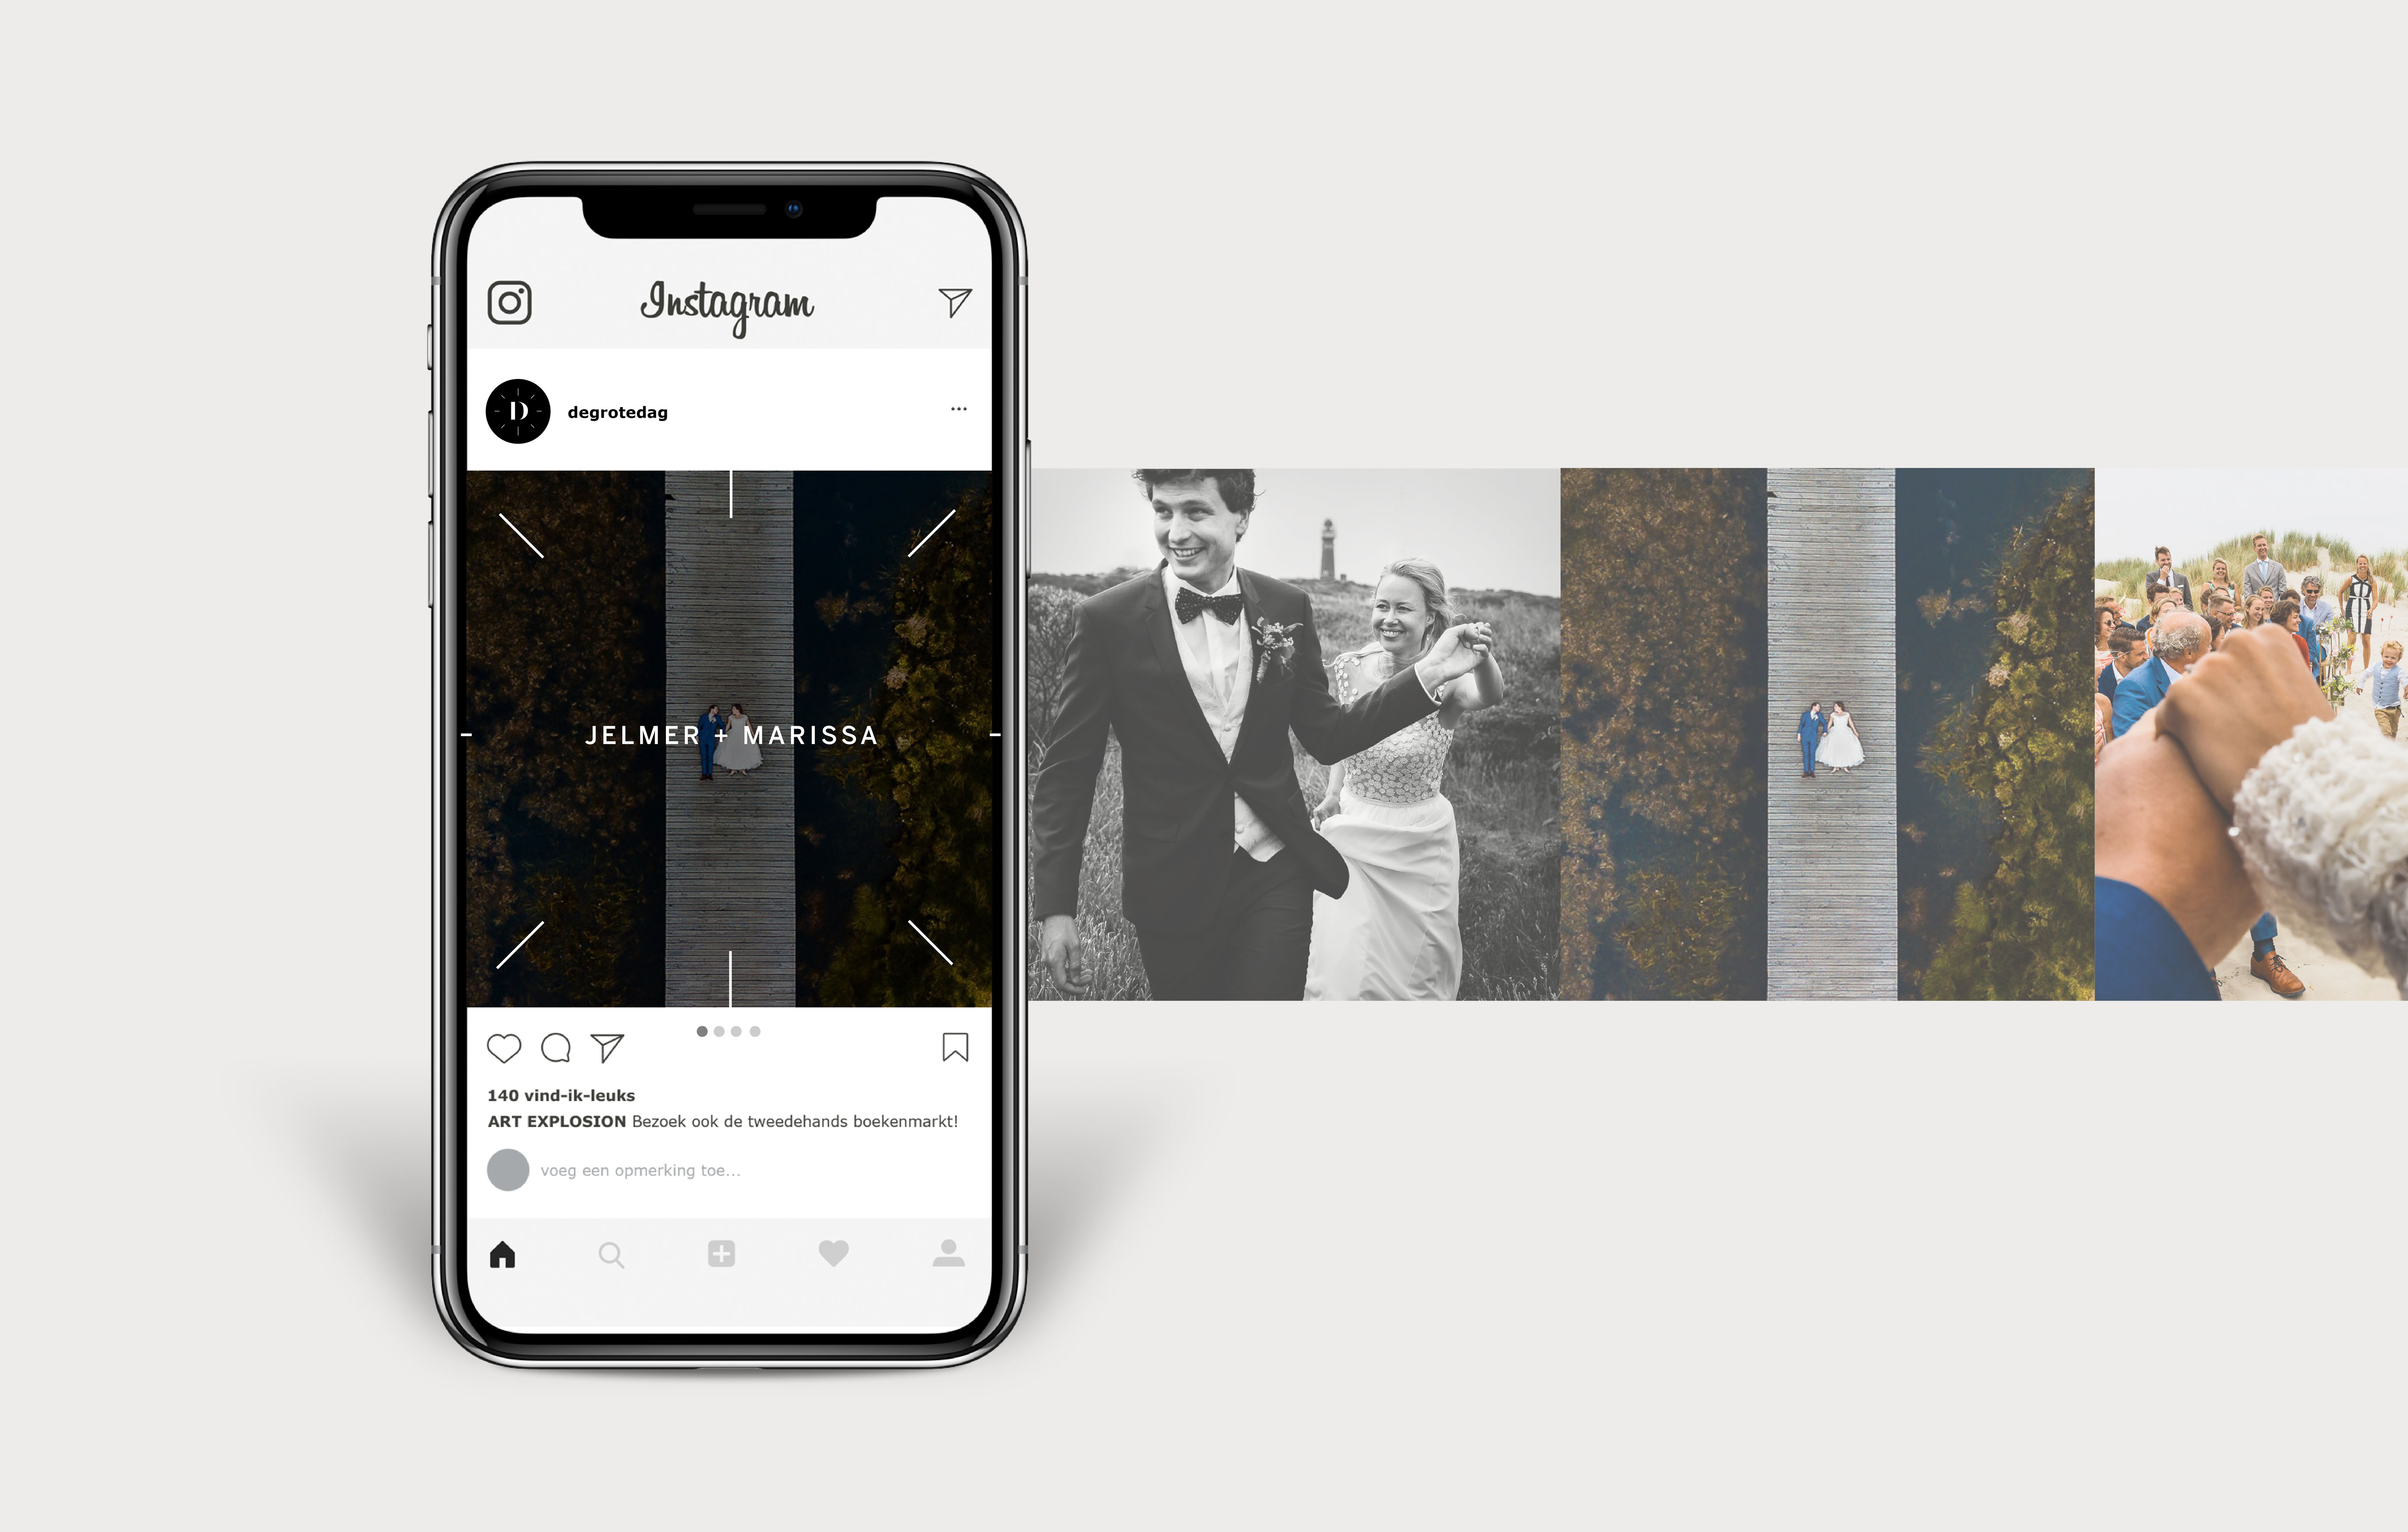 Instagram
D
degrotedag
JELMER + MARISSA
140 vind-ik-leuks
ART EXPLOSION Bezoek ook de tweedehands boekenmarkt!
voeg een opmerking toe...